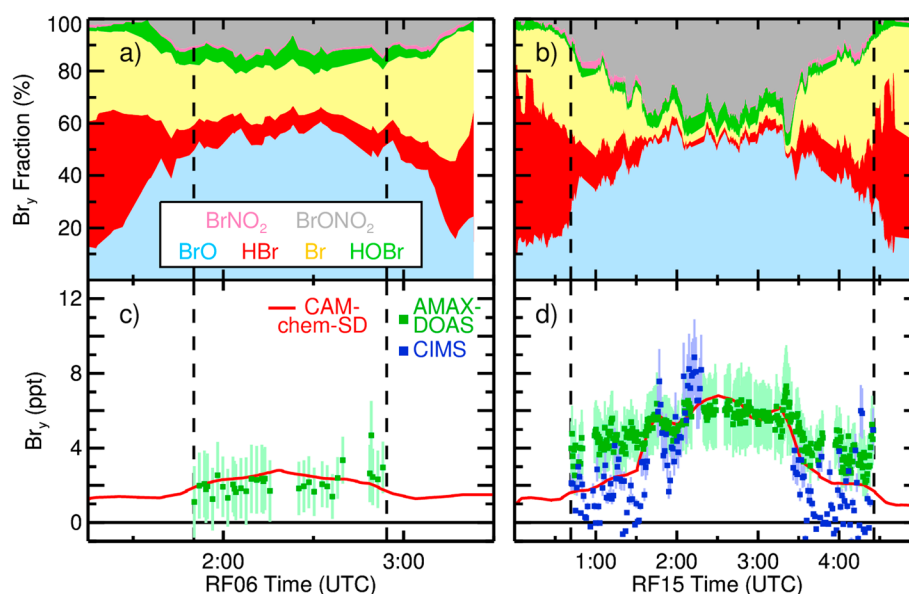 100
80
60
40
20
Br_y Fraction (%)
a)
BrNO₂ BrONO₂
BrO HBr Br HOBr
b)
12
8
4
0
Br_y (ppt)
c)
CAM-
chem-SD
AMAX-
DOAS
CIMS
d)
2:00 3:00
RF06 Time (UTC)
1:00 2:00 3:00 4:00
RF15 Time (UTC)